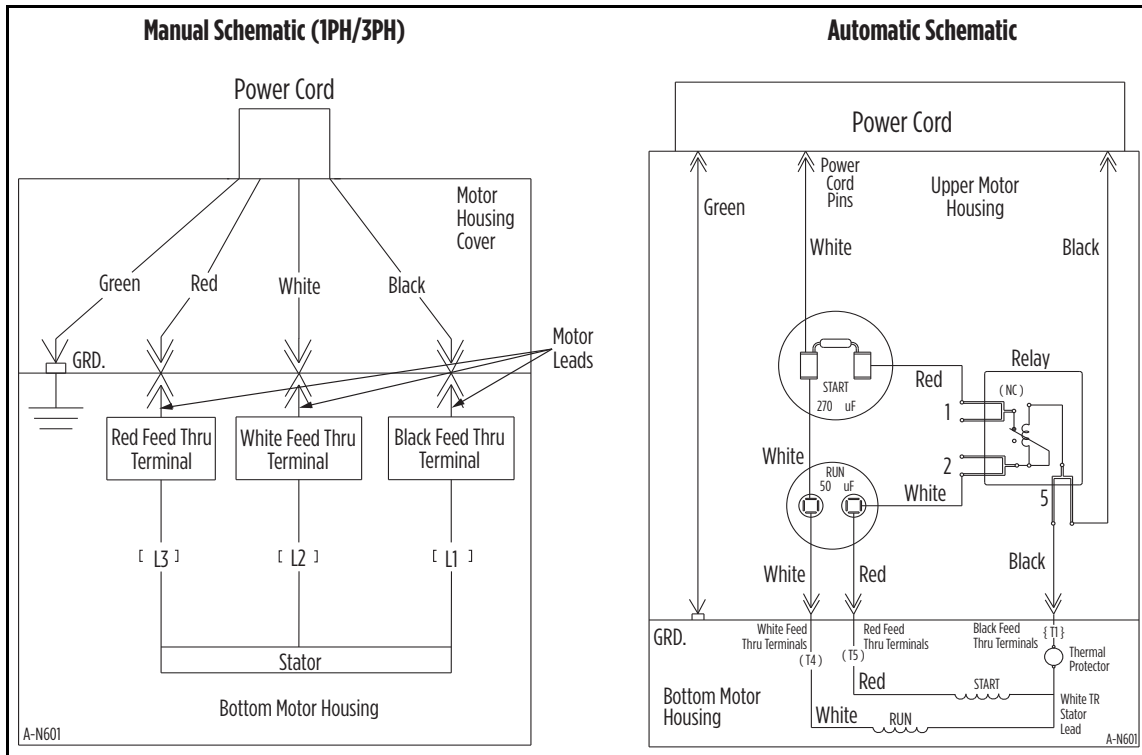 Manual Schematic (1PH/3PH)
Power Cord
Motor
Housing
Cover
Green
Red
White
Black
GRD.
Motor
Leads
Red Feed Thru
Terminal
White Feed Thru
Terminal
Black Feed Thru
Terminal
[ L3 ]
[ L2 ]
[ L1 ]
Stator
Bottom Motor Housing
A-N601
Automatic Schematic
Power Cord
Power
Cord
Pins
Upper Motor
Housing
Green
White
Black
START
270 uF
Red
Relay
(NC)
1
2
5
White
RUN
50 uF
White
White
Red
Black
GRD.
White Feed
Thru Terminals
(T4)
Red Feed
Thru Terminals
(T5)
Black Feed
Thru Terminals
{T1}
Thermal
Protector
Bottom Motor
Housing
Red
START
White
RUN
White TR
Stator
Lead
A-N601